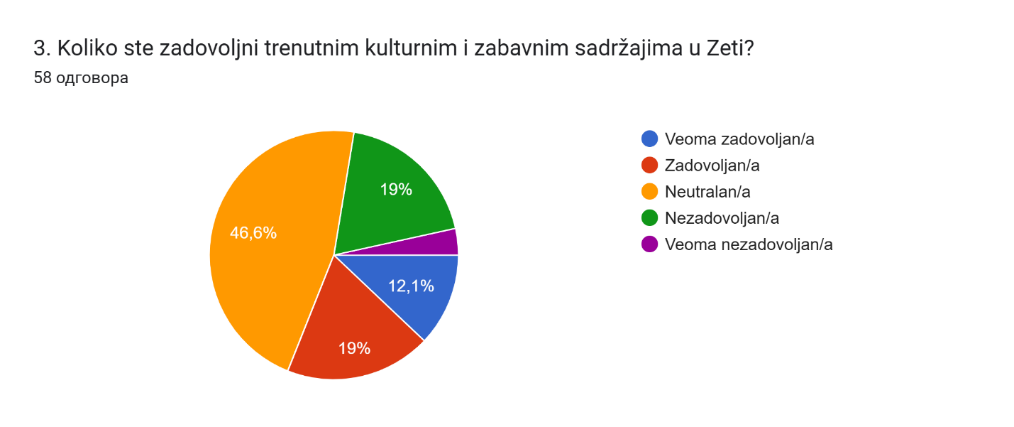 3. Koliko ste zadovoljni trenutnim kulturnim i zabavnim sadržajima u Zeti?
58 одговора
Veoma zadovoljan/a
Zadovoljan/a
Neutralan/a
Nezadovoljan/a
Veoma nezadovoljan/a
19%
46,6%
12,1%
19%